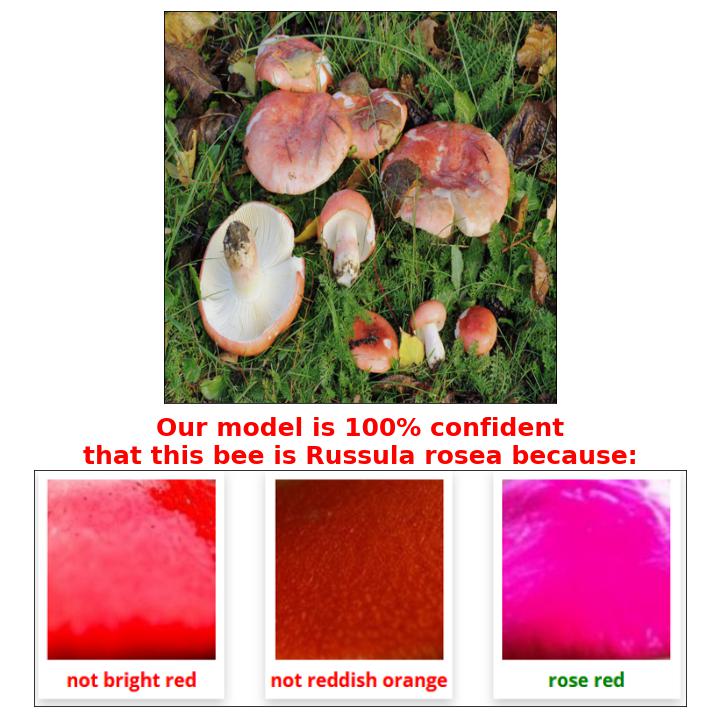 Our model is 100% confident
that this bee is Russula rosea because:
not bright red
not reddish orange
rose red